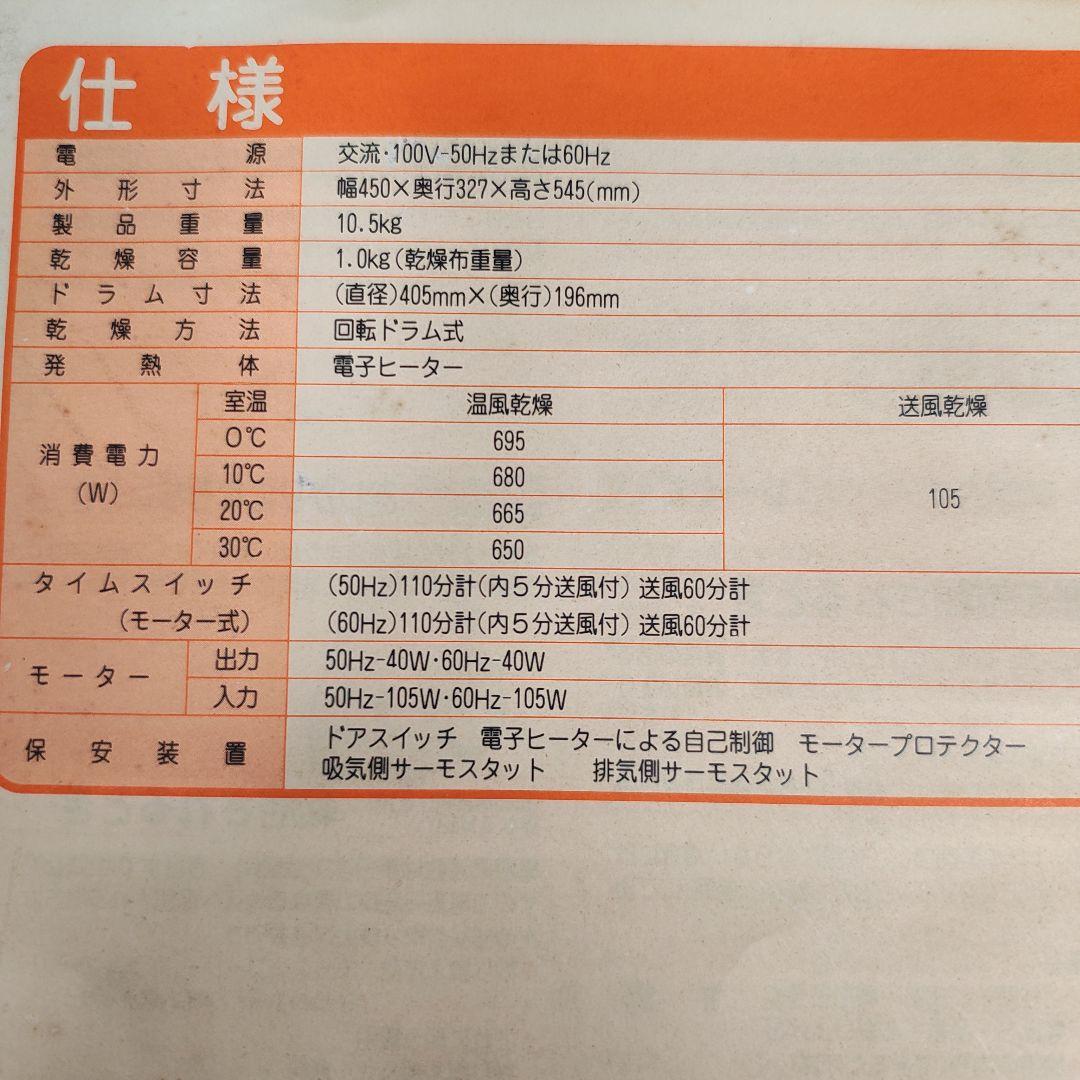 仕様
電源 交流・100V-50Hzまたは60Hz
外形寸法 幅450×奥行327×高さ545(mm)
製品重量 10.5kg
乾燥容量 1.0kg(乾燥布重量)
ドラム寸法 (直径)405mm×(奥行)196mm
乾燥方法 回転ドラム式
発熱体 電子ヒーター
消費電力
(W)
室温 温風乾燥 送風乾燥
0℃ 695
10℃ 680
20℃ 665
30℃ 650
105
タイムスイッチ (50Hz)110分計(内5分送風付) 送風60分計
(モーター式) (60Hz)110分計(内5分送風付) 送風60分計
モーター
出力 50Hz-40W・60Hz-40W
入力 50Hz-105W・60Hz-105W
保安装置
ドアスイッチ 電子ヒーターによる自己制御 モータープロテクター
吸気側サーモスタット 排気側サーモスタット